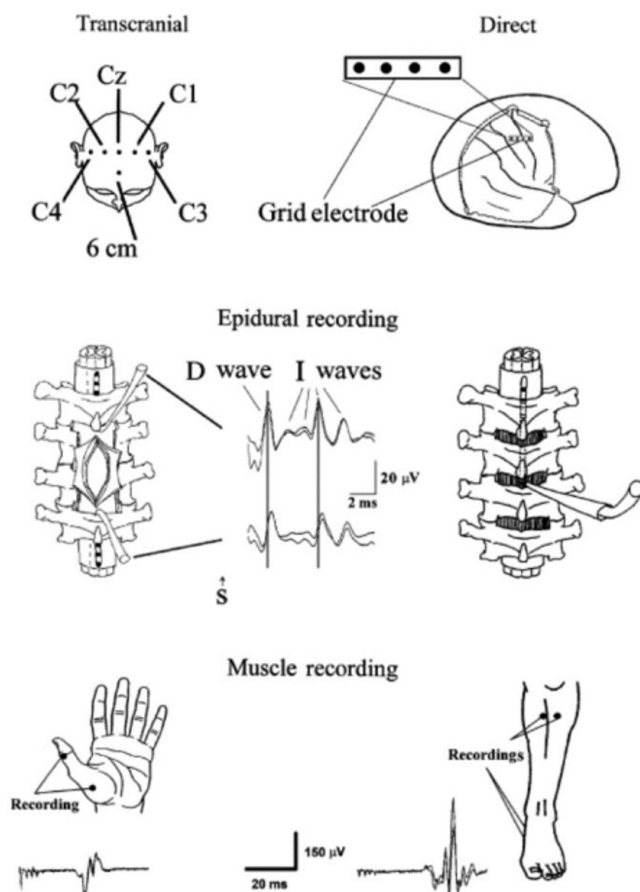 Transcranial
Direct
Cz
C2
C1
C4
C3
6 cm
Grid electrode
Epidural recording
D wave
I waves
20 μV
2 ms
S
Muscle recording
Recording
Recordings
150 μV
20 ms